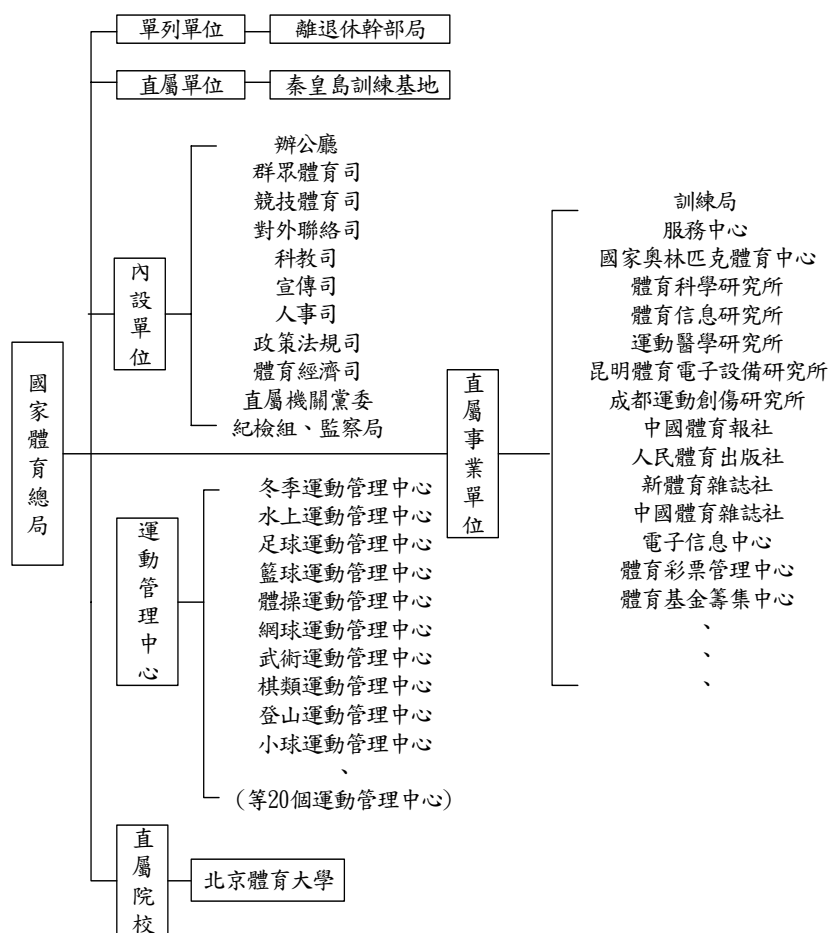 單列單位
離退休幹部局
直屬單位
秦皇島訓練基地
國家體育總局
內設單位
辦公廳
群眾體育司
競技體育司
對外聯絡司
科教司
宣傳司
人事司
政策法規司
體育經濟司
直屬機關黨委
紀檢組、監察局
運動管理中心
冬季運動管理中心
水上運動管理中心
足球運動管理中心
籃球運動管理中心
體操運動管理中心
網球運動管理中心
武術運動管理中心
棋類運動管理中心
登山運動管理中心
小球運動管理中心
、
(等20個運動管理中心)
直屬院校
北京體育大學
直屬事業單位
訓練局
服務中心
國家奧林匹克體育中心
體育科學研究所
體育信息研究所
運動醫學研究所
昆明體育電子設備研究所
成都運動創傷研究所
中國體育報社
人民體育出版社
新體育雜誌社
中國體育雜誌社
電子信息中心
體育彩票管理中心
體育基金籌集中心
、
、
、